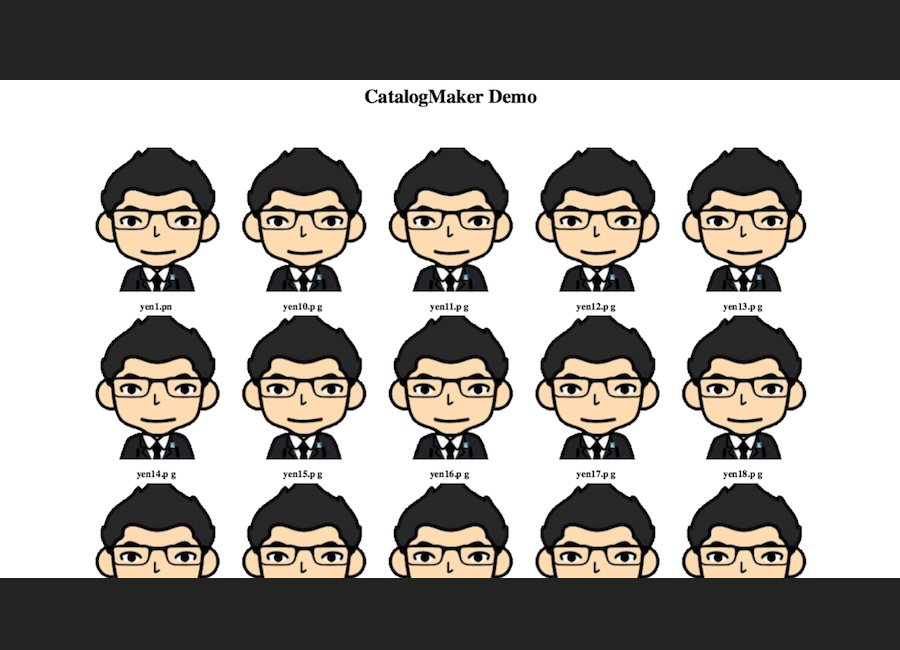 CatalogMaker Demo
yen1.pn
yen10.p g
yen11.p g
yen12.p g
yen13.p g
yen14.p g
yen15.p g
yen16.p g
yen17.p g
yen18.p g